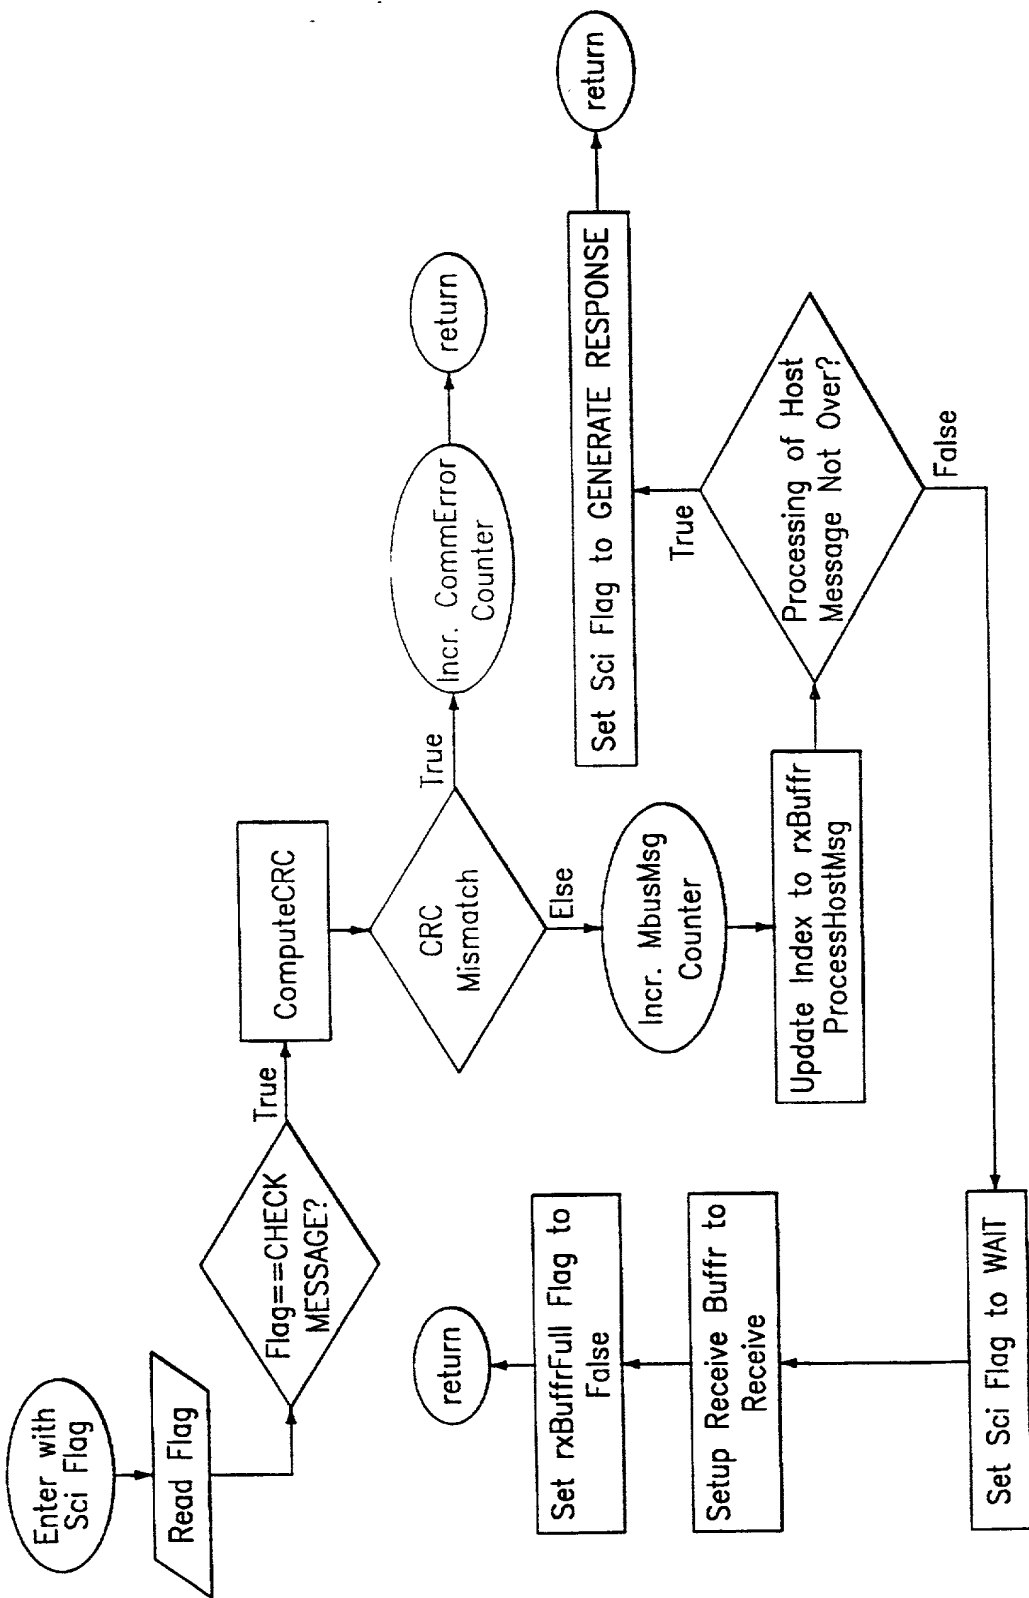 Enter with
Sci Flag
Read Flag
Flag==CHECK
MESSAGE?
True
ComputeCRC
CRC
Mismatch
True
Incr. CommError
Counter
return
Else
Incr. MbusMsg
Counter
Update Index to rxBuffr
ProcessHostMsg
Processing of Host
Message Not Over?
True
Set Sci Flag to GENERATE RESPONSE
return
False
Set Sci Flag to WAIT
Setup Receive Buffr to
Receive
Set rxBuffrFull Flag to
False
return